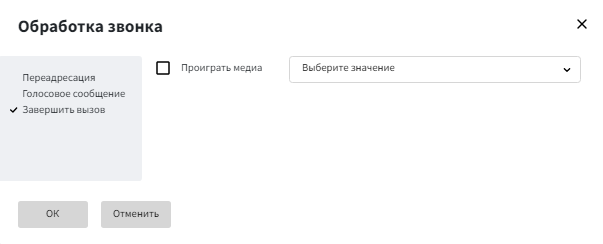 Обработка звонка
Переадресация
Голосовое сообщение
Завершить вызов
Проиграть медиа
Выберите значение
ОК
Отменить